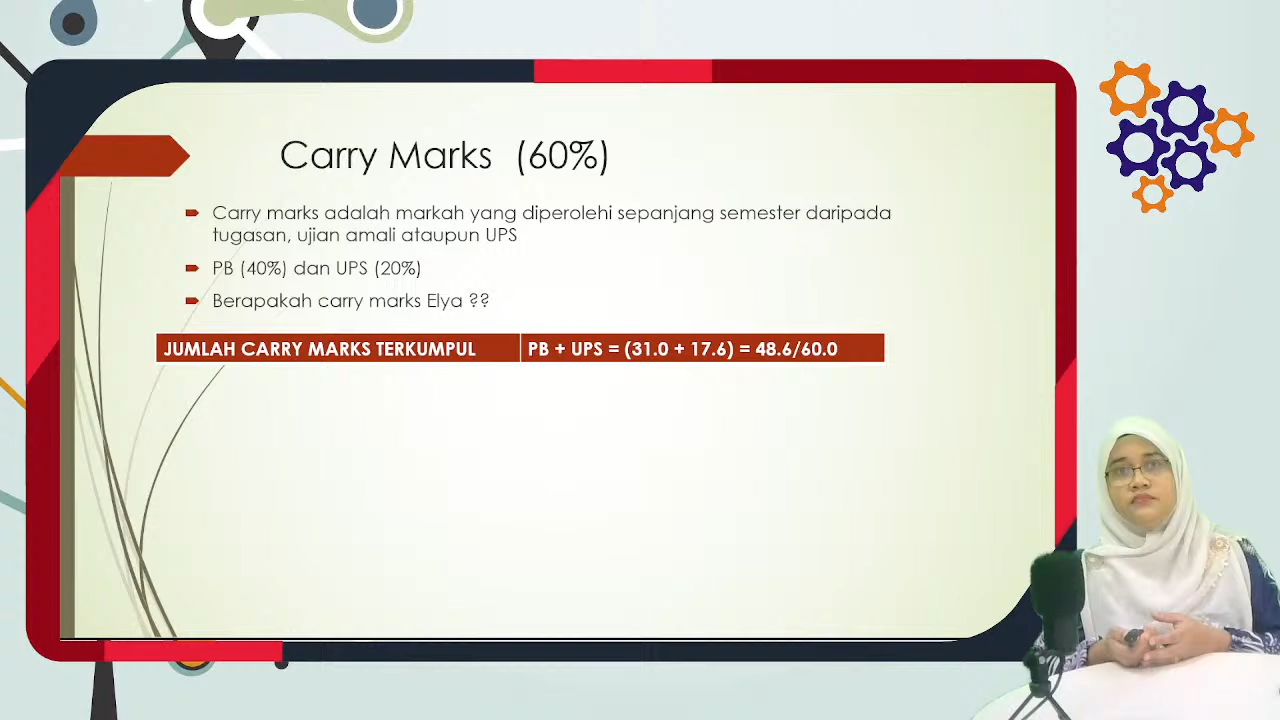 Carry Marks (60%)
Carry marks adalah markah yang diperolehi sepanjang semester daripada
tugasan, ujian amali ataupun UPS
PB (40%) dan UPS (20%)
Berapakah carry marks Elya ??
JUMLAH CARRY MARKS TERKUMPUL PB + UPS = (31.0 + 17.6) = 48.6/60.0